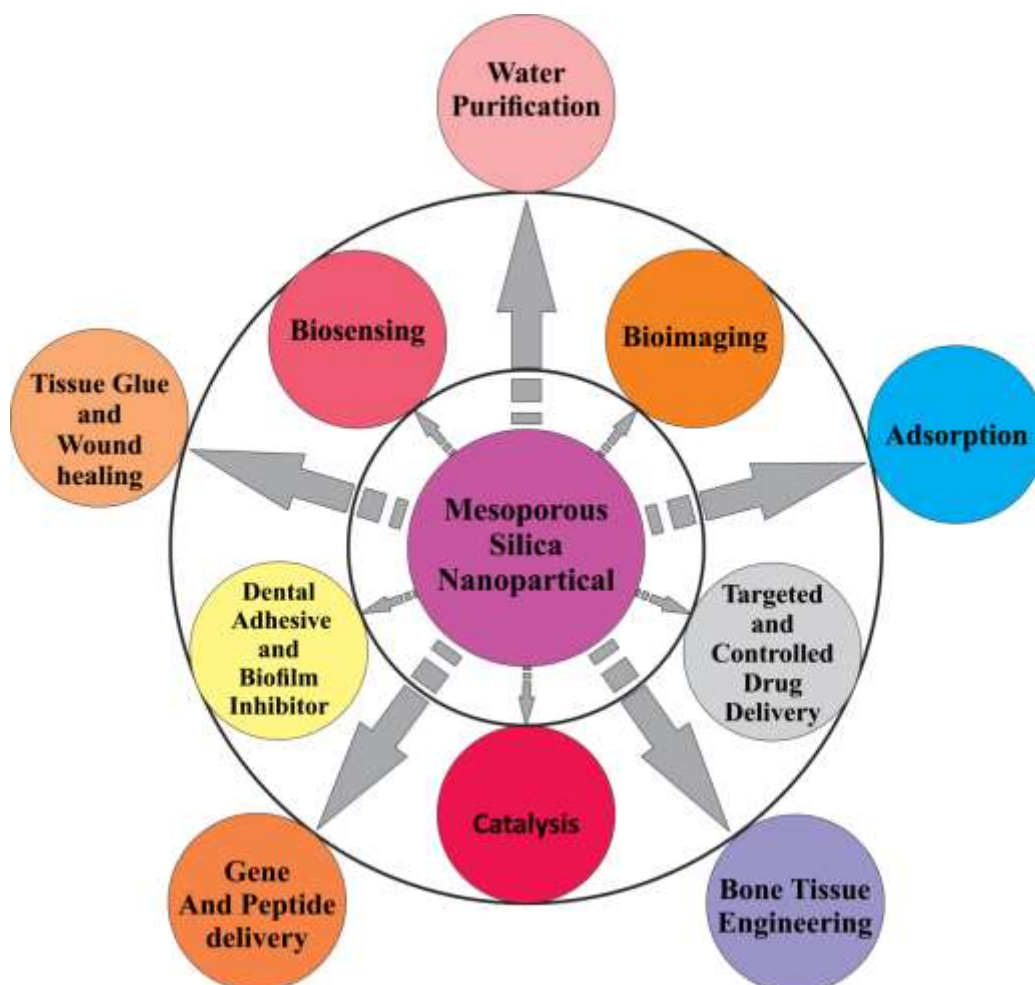 Water
Purification
Biosensing
Bioimaging
Tissue Glue
and
Wound
healing
Adsorption
Mesoporous
Silica
Nanopartical
Dental
Adhesive
and
Biofilm
Inhibitor
Targeted
and
Controlled
Drug
Delivery
Catalysis
Gene
And Peptide
delivery
Bone Tissue
Engineering